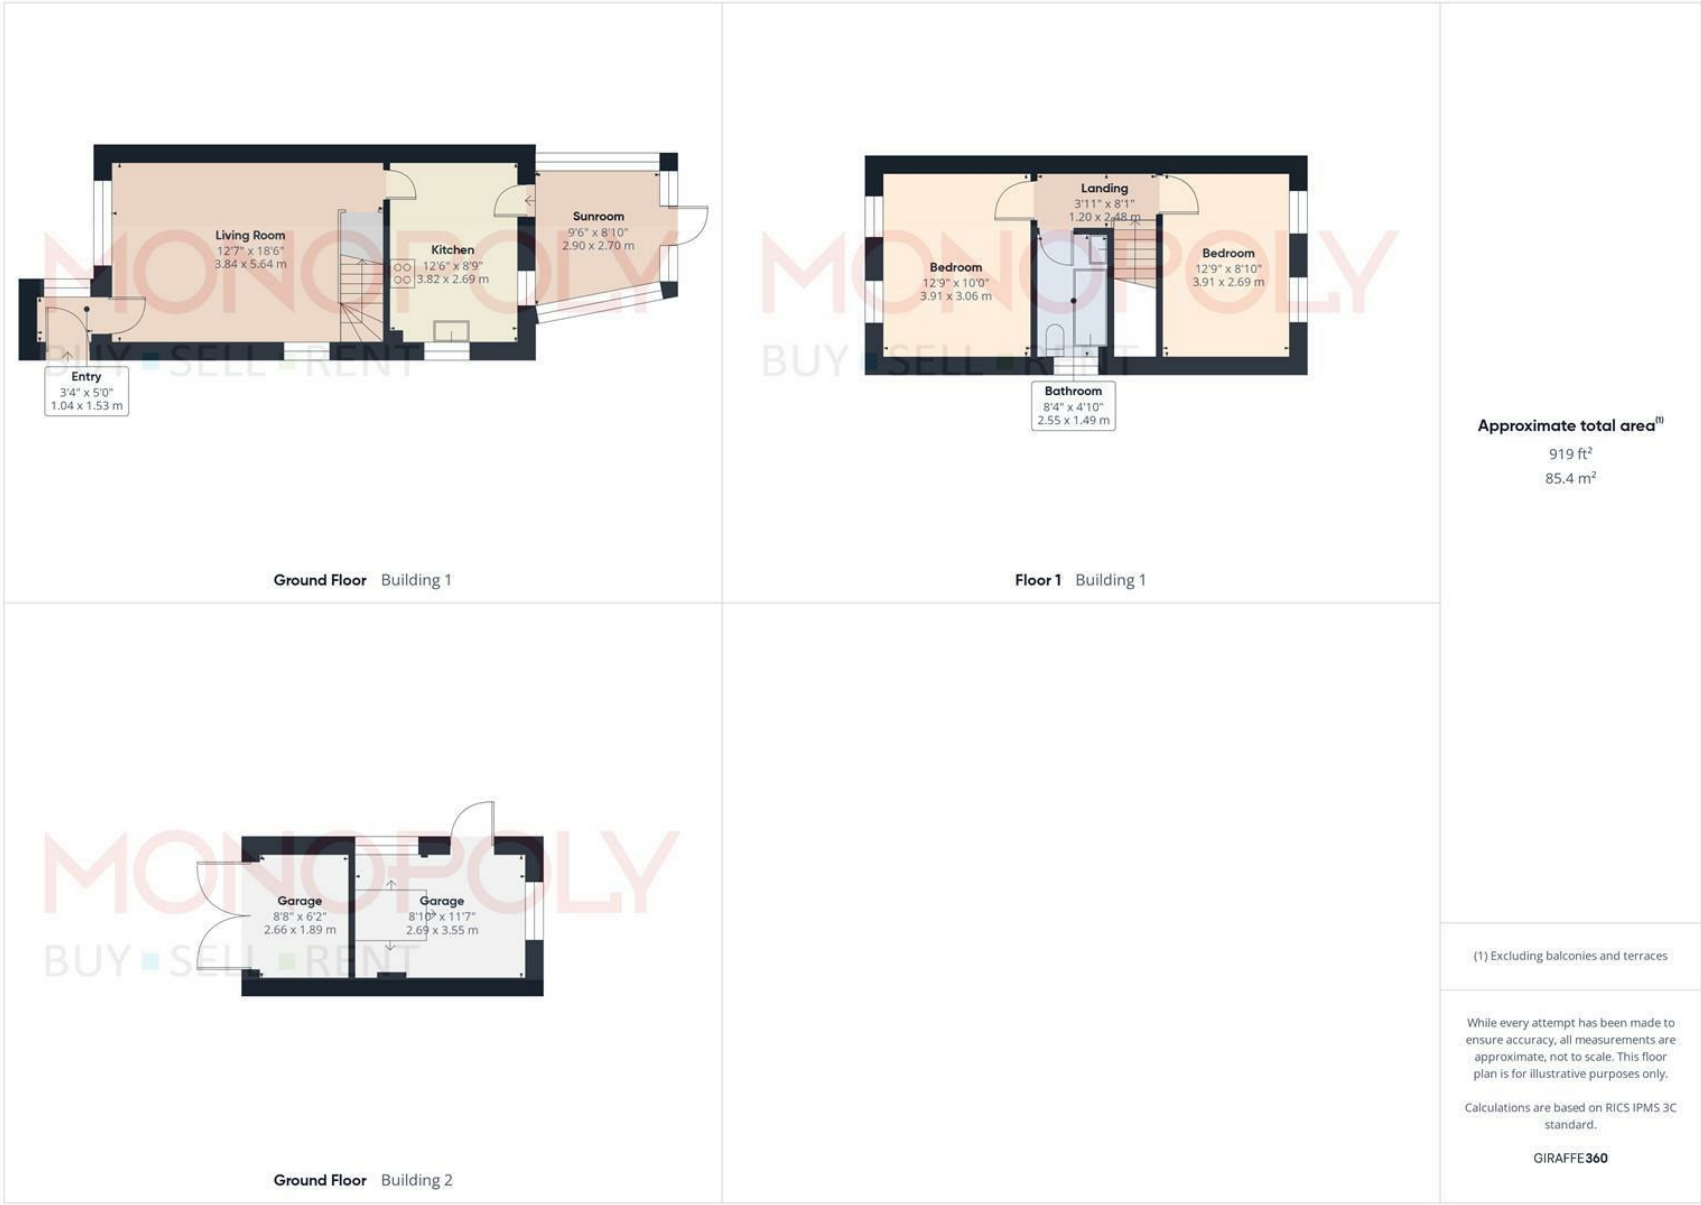 MONOPOLY
BUY SELL RENT
Living Room
12'7" x 18'6"
3.84 x 5.64 m
Kitchen
12'6" x 8'9"
3.82 x 2.69 m
Sunroom
9'6" x 8'10"
2.90 x 2.70 m
Entry
3'4" x 5'0"
1.04 x 1.53 m
Ground Floor Building 1
MONOPOLY
BUY SELL RENT
Landing
3'11" x 8'1"
1.20 x 2.48 m
Bedroom
12'9" x 10'0"
3.91 x 3.06 m
Bedroom
12'9" x 8'10"
3.91 x 2.69 m
Bathroom
8'4" x 4'10"
2.55 x 1.49 m
Floor 1 Building 1
MONOPOLY
BUY SELL RENT
Garage
8'8" x 6'2"
2.66 x 1.89 m
Garage
8'10" x 11'7"
2.69 x 3.55 m
Ground Floor Building 2
Approximate total area(1)
919 ft²
85.4 m²
(1) Excluding balconies and terraces
While every attempt has been made to
ensure accuracy, all measurements are
approximate, not to scale. This floor
plan is for illustrative purposes only.
Calculations are based on RICS IPMS 3C
standard.
GIRAFFE360